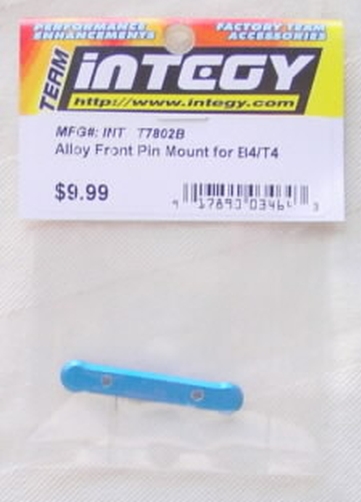 PERFORMANCE ENHANCEMENTS
FACTORY TEAM ACCESSORIES
TEAM
iNTEGY
http://www.integy.com
MFG#: INT T7802B
Alloy Front Pin Mount for B4/T4
$9.99